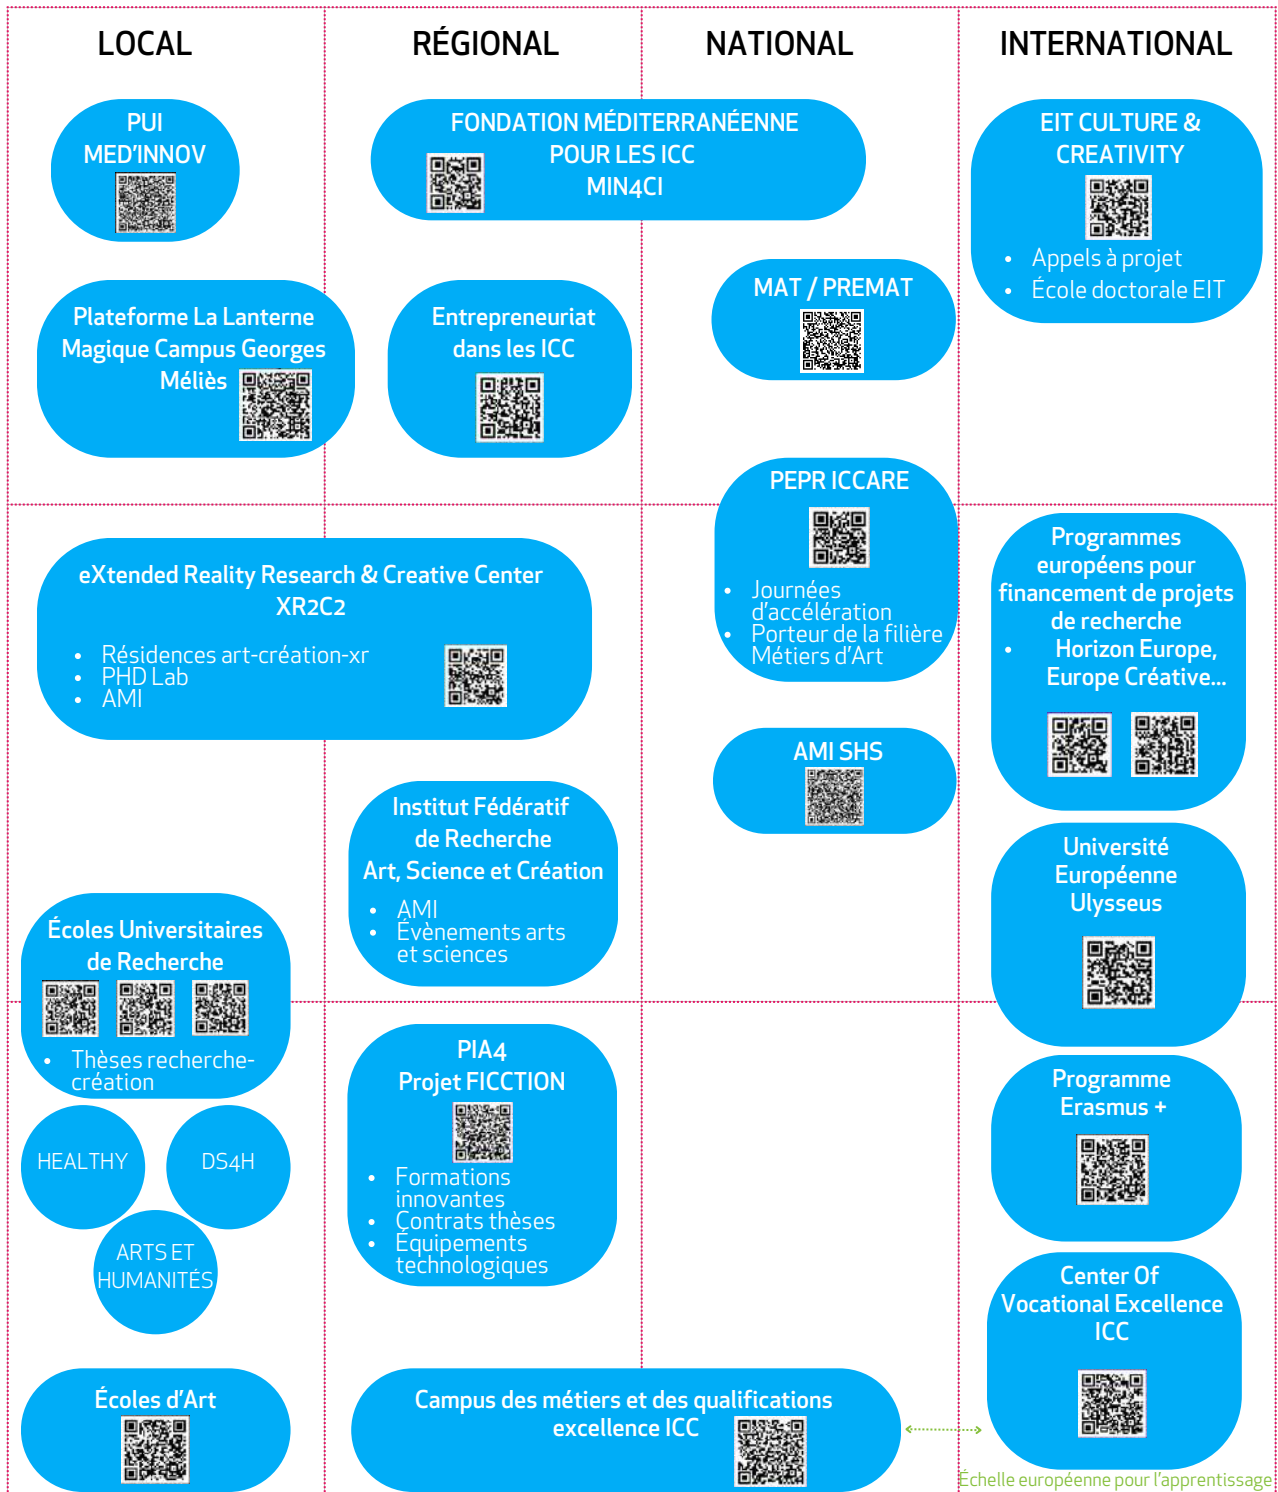 LOCAL
RÉGIONAL
NATIONAL
INTERNATIONAL
PUI
MED'INNOV
FONDATION MÉDITERRANÉENNE
POUR LES ICC
MIN4CI
EIT CULTURE &
CREATIVITY
• Appels à projet
• École doctorale EIT
Plateforme La Lanterne
Magique Campus Georges
Méliès
Entrepreneuriat
dans les ICC
MAT / PREMAT
PEPR ICCARE
• Journées
d'accélération
• Porteur de la filière
Métiers d'Art
eXtended Reality Research & Creative Center
XR2C2
• Résidences art-création-xr
• PHD Lab
• AMI
Programmes
européens pour
financement de projets
de recherche
• Horizon Europe,
Europe Créative...
AMI SHS
Institut Fédératif
de Recherche
Art, Science et Création
• AMI
• Évènements arts
et sciences
Université
Européenne
Ulysseus
Écoles Universitaires
de Recherche
• Thèses recherche-
création
HEALTHY
DS4H
ARTS ET
HUMANITÉS
PIA4
Projet FICCTION
• Formations
innovantes
• Contrats thèses
• Équipements
technologiques
Programme
Erasmus +
Center Of
Vocational Excellence
ICC
Écoles d'Art
Campus des métiers et des qualifications
excellence ICC
Échelle européenne pour l'apprentissage